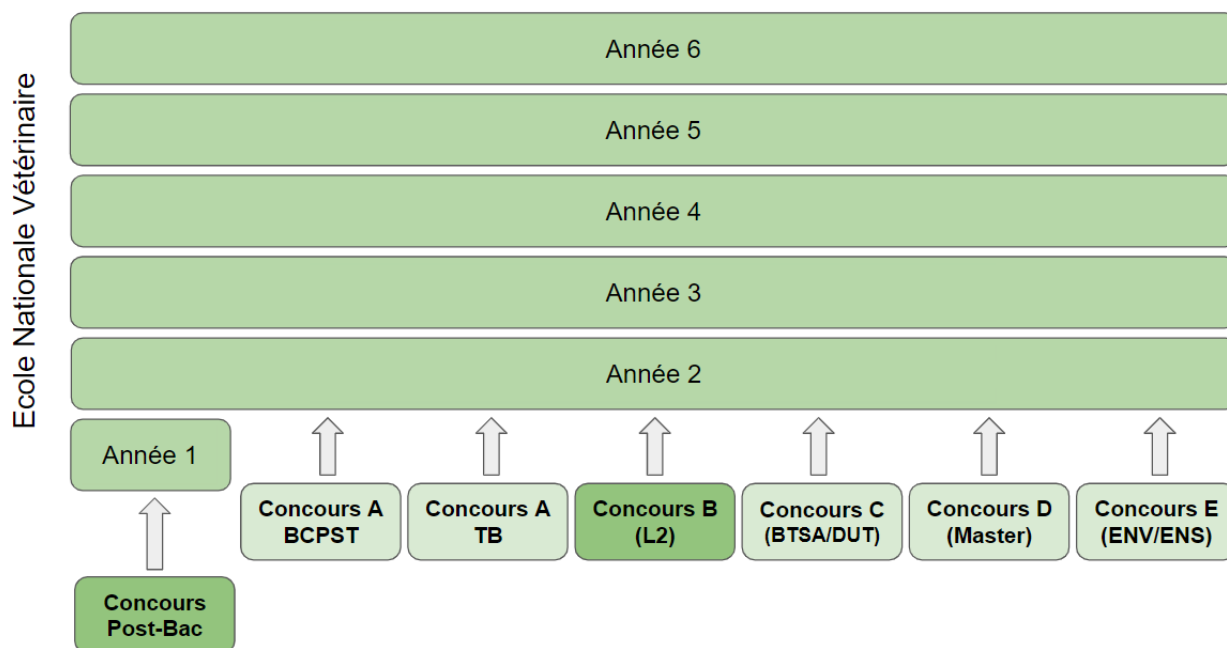 Ecole Nationale Vétérinaire
Année 6
Année 5
Année 4
Année 3
Année 2
Année 1
Concours A
BCPST
Concours A
TB
Concours B
(L2)
Concours C
(BTSA/DUT)
Concours D
(Master)
Concours E
(ENV/ENS)
Concours
Post-Bac